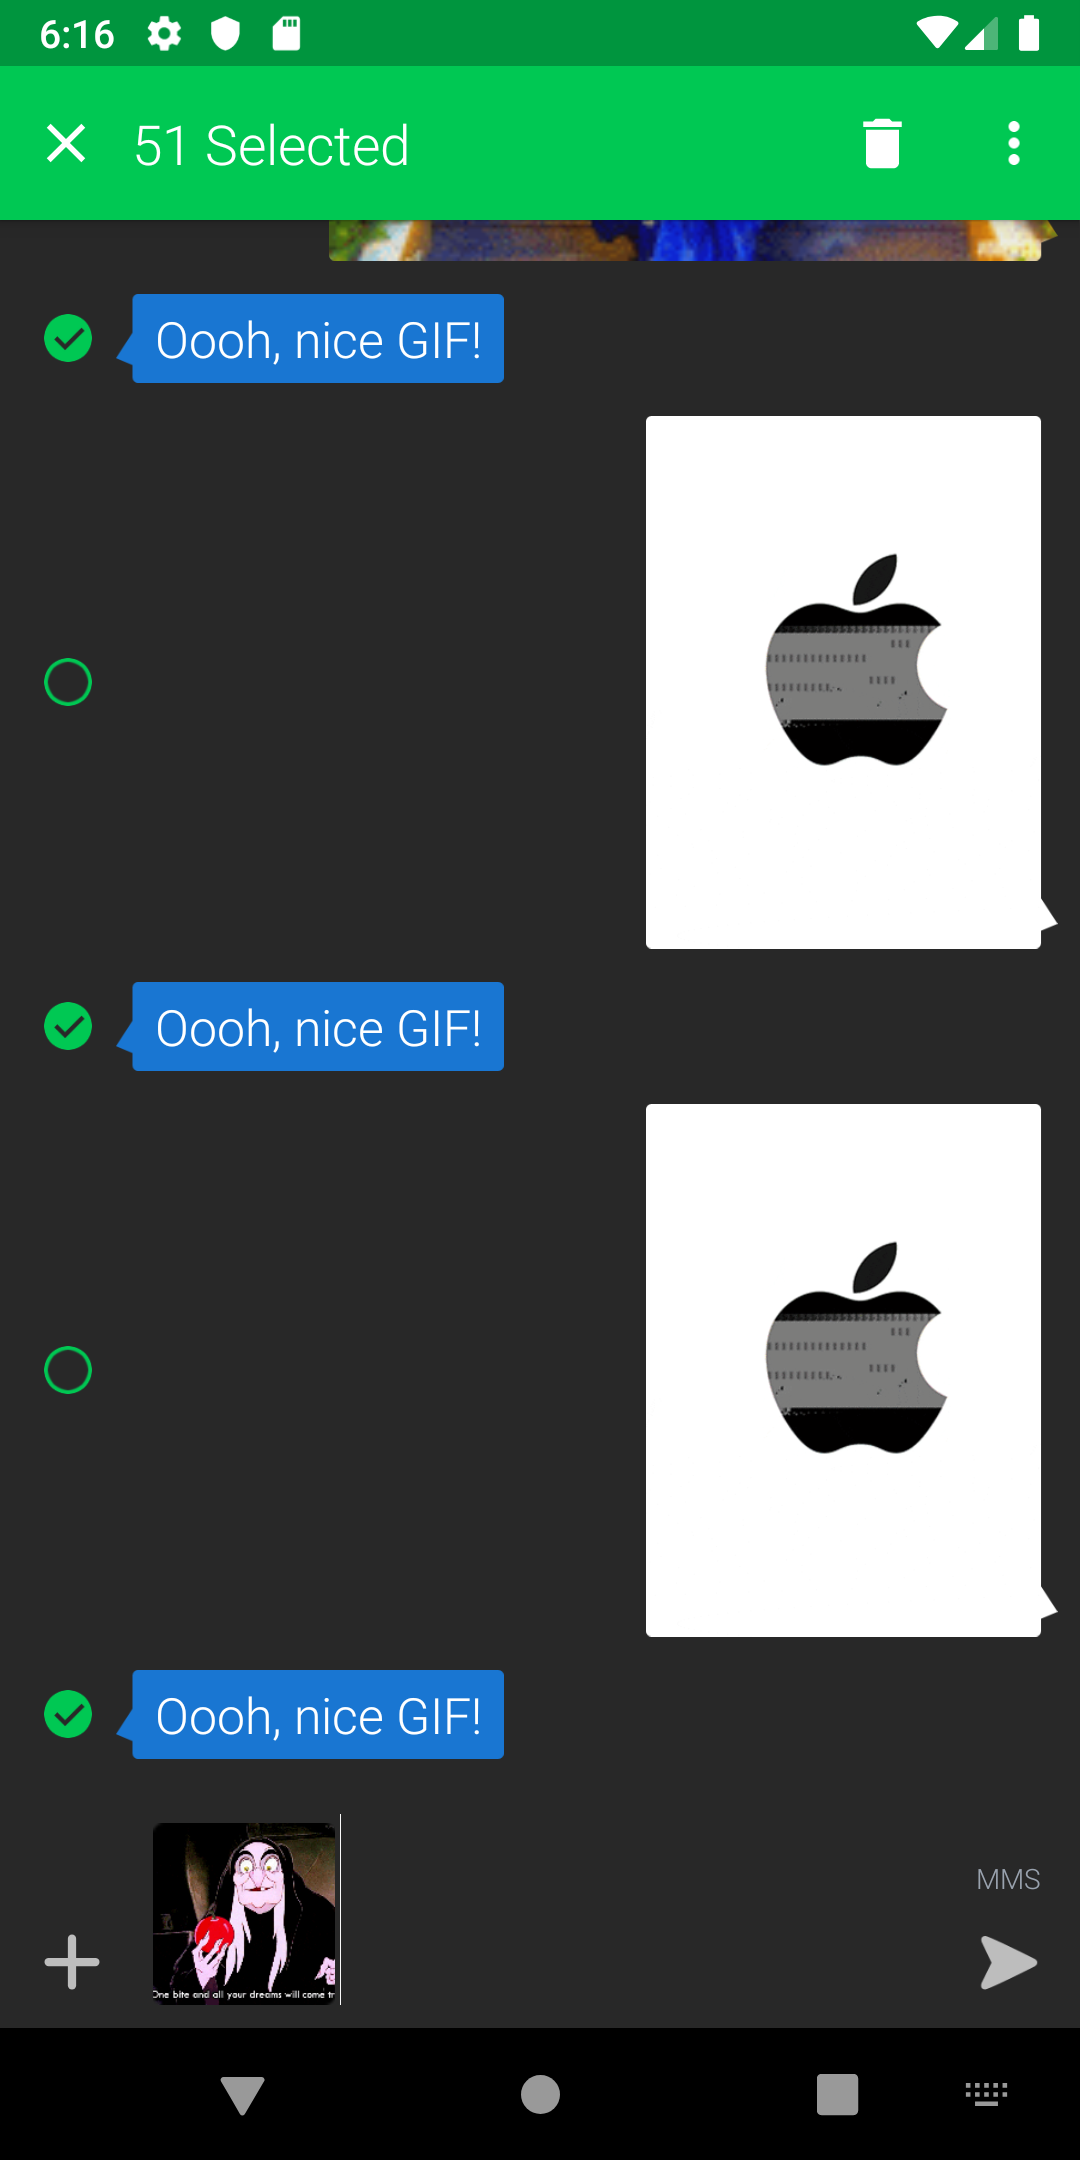 6:16
51 Selected
Oooh, nice GIF!
Oooh, nice GIF!
Oooh, nice GIF!
One bite and all your dreams will come tr
MMS